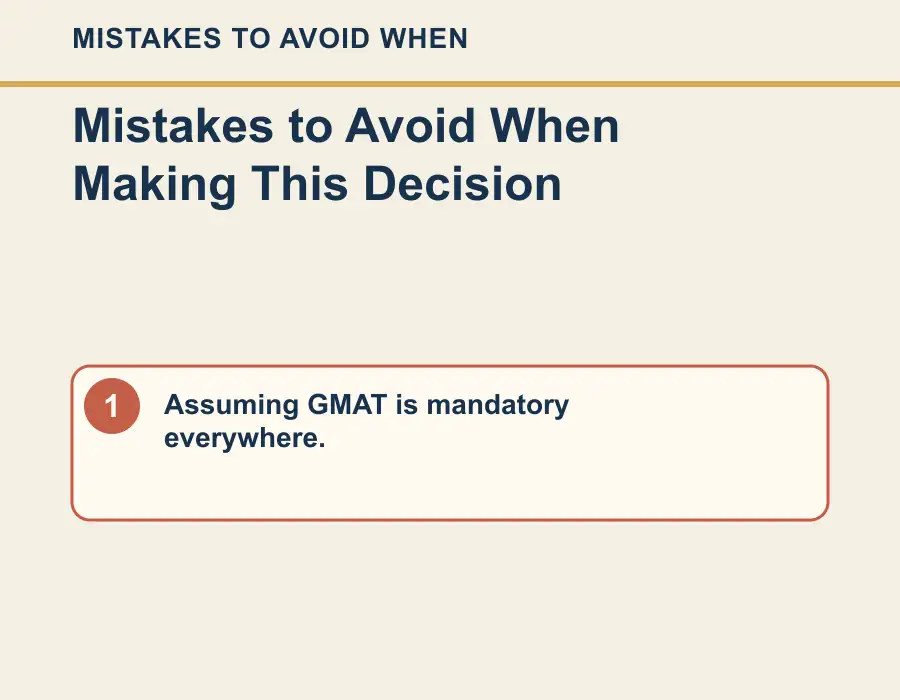 MISTAKES TO AVOID WHEN
Mistakes to Avoid When
Making This Decision
1
Assuming GMAT is mandatory
everywhere.